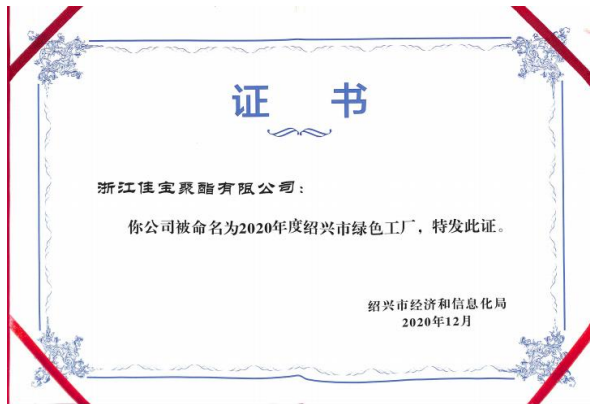 证 书
浙江佳宝聚酯有限公司：
你公司被命名为2020年度绍兴市绿色工厂，特发此证。
绍兴市经济和信息化局
2020年12月